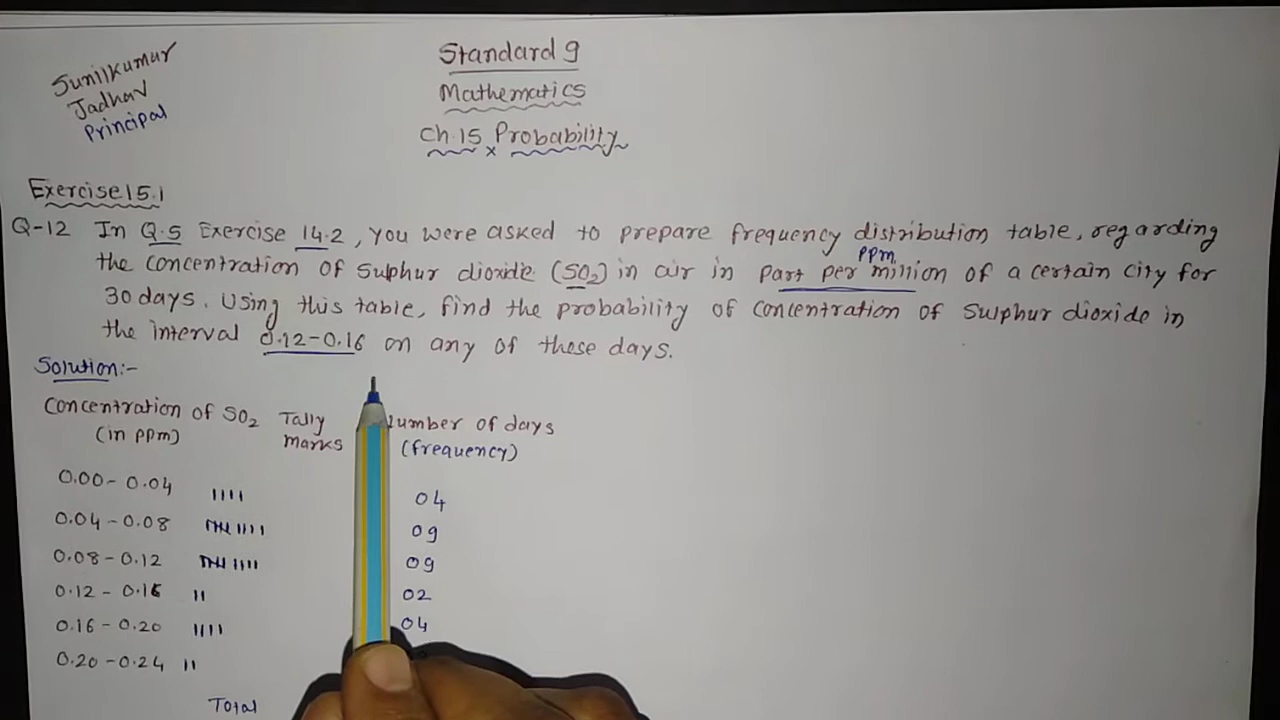 Sunilkumar
Jadhav
Principal
Standard 9
Mathematics
Ch.15 Probability
Exercise 15.1
Q-12 In Q.5 Exercise 14.2, you were asked to prepare frequency distribution table, regarding
ppm
the concentration of Sulphur dioxide (SO₂) in air in part per million of a certain city for
30 days. Using this table, find the probability of concentration of Sulphur dioxide in
the interval 0.12-0.16 on any of these days.
Solution:-
Concentration of SO₂ Tally Number of days
(in ppm) marks (frequency)
0.00-0.04 |||| 04
0.04-0.08 |||| |||| 09
0.08-0.12 |||| |||| 09
0.12-0.16 || 02
0.16-0.20 |||| 04
0.20-0.24 ||
Total